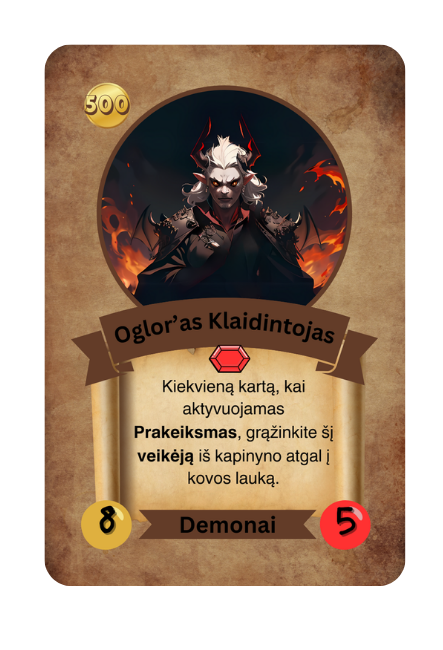 500
Oglor’as Klaidintojas
Kiekvieną kartą, kai
aktyvuojamas
Prakeiksmas, grąžinkite šį
veikėją iš kapinyno atgal į
kovos lauką.
8
Demonai
5